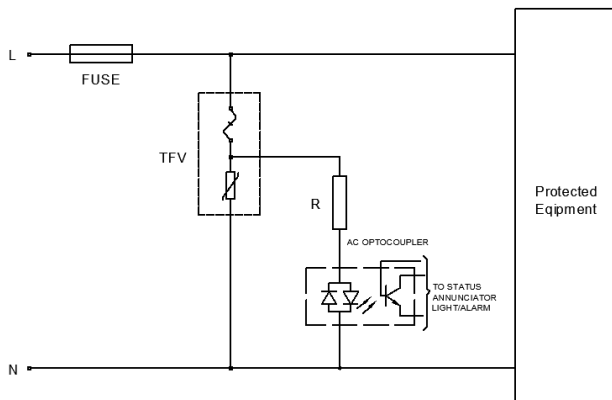 L
FUSE
TFV
R
AC OPTOCOUPLER
TO STATUS
ANNUNCIATOR
LIGHT/ALARM
Protected
Eqipment
N